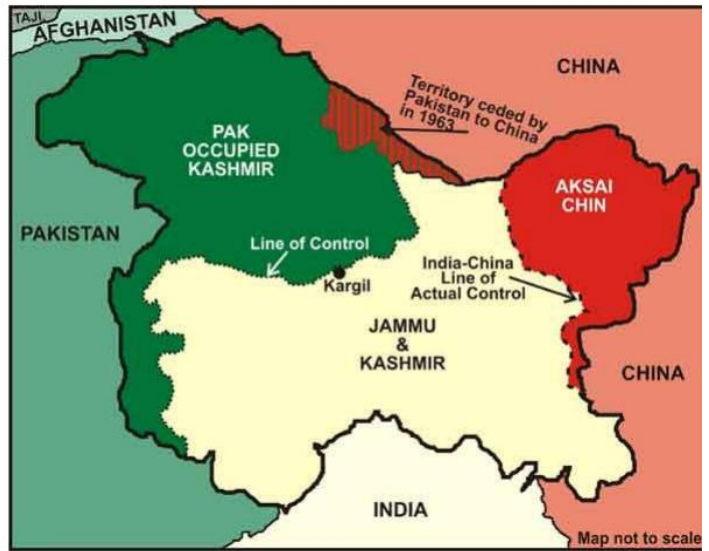 TAJI.
AFGHANISTAN
CHINA
Territory ceded by
Pakistan to China
in 1963
PAK
OCCUPIED
KASHMIR
AKSAI
CHIN
PAKISTAN
Line of Control
Kargil
India-China
Line of
Actual Control
JAMMU
&
KASHMIR
CHINA
INDIA
Map not to scale